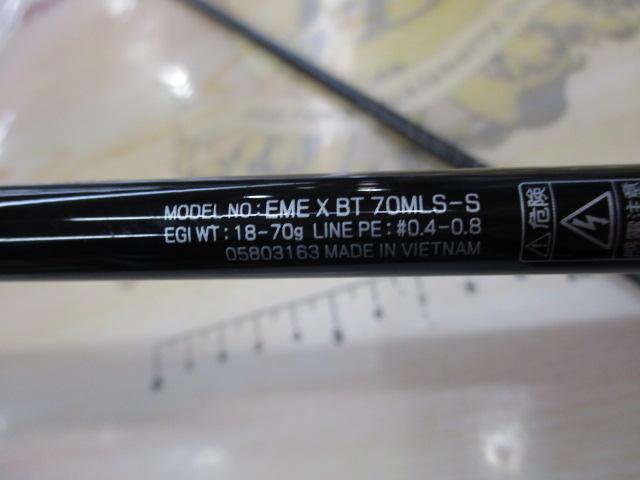 MODEL NO: EME X BT 70MLS-S
EGI WT: 18-70g LINE PE: #0.4-0.8
05803163 MADE IN VIETNAM
危険